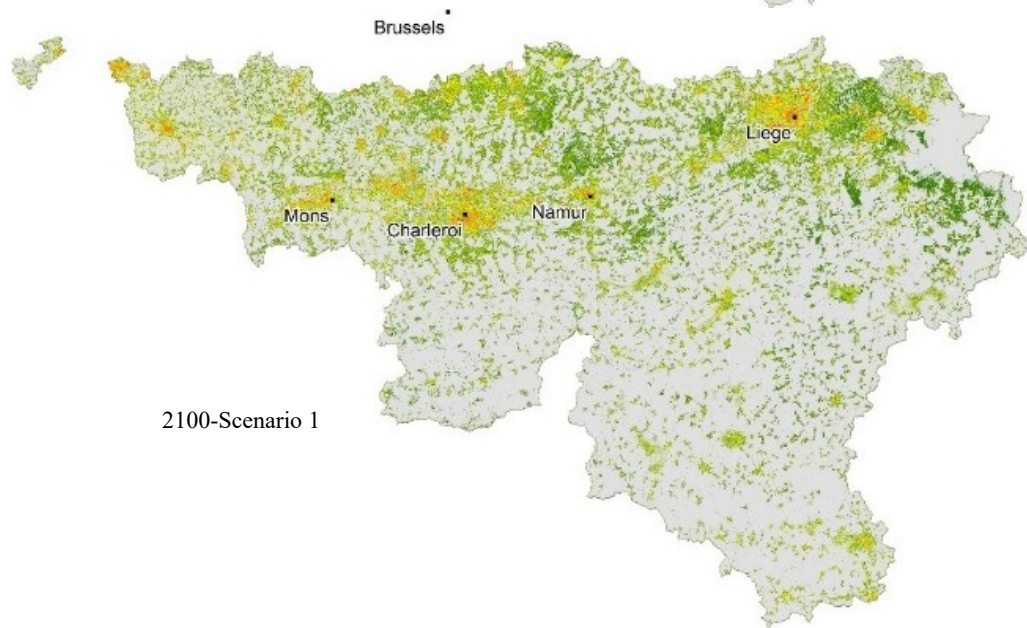 Brussels
Liege
Mons
Namur
Charleroi
2100-Scenario 1